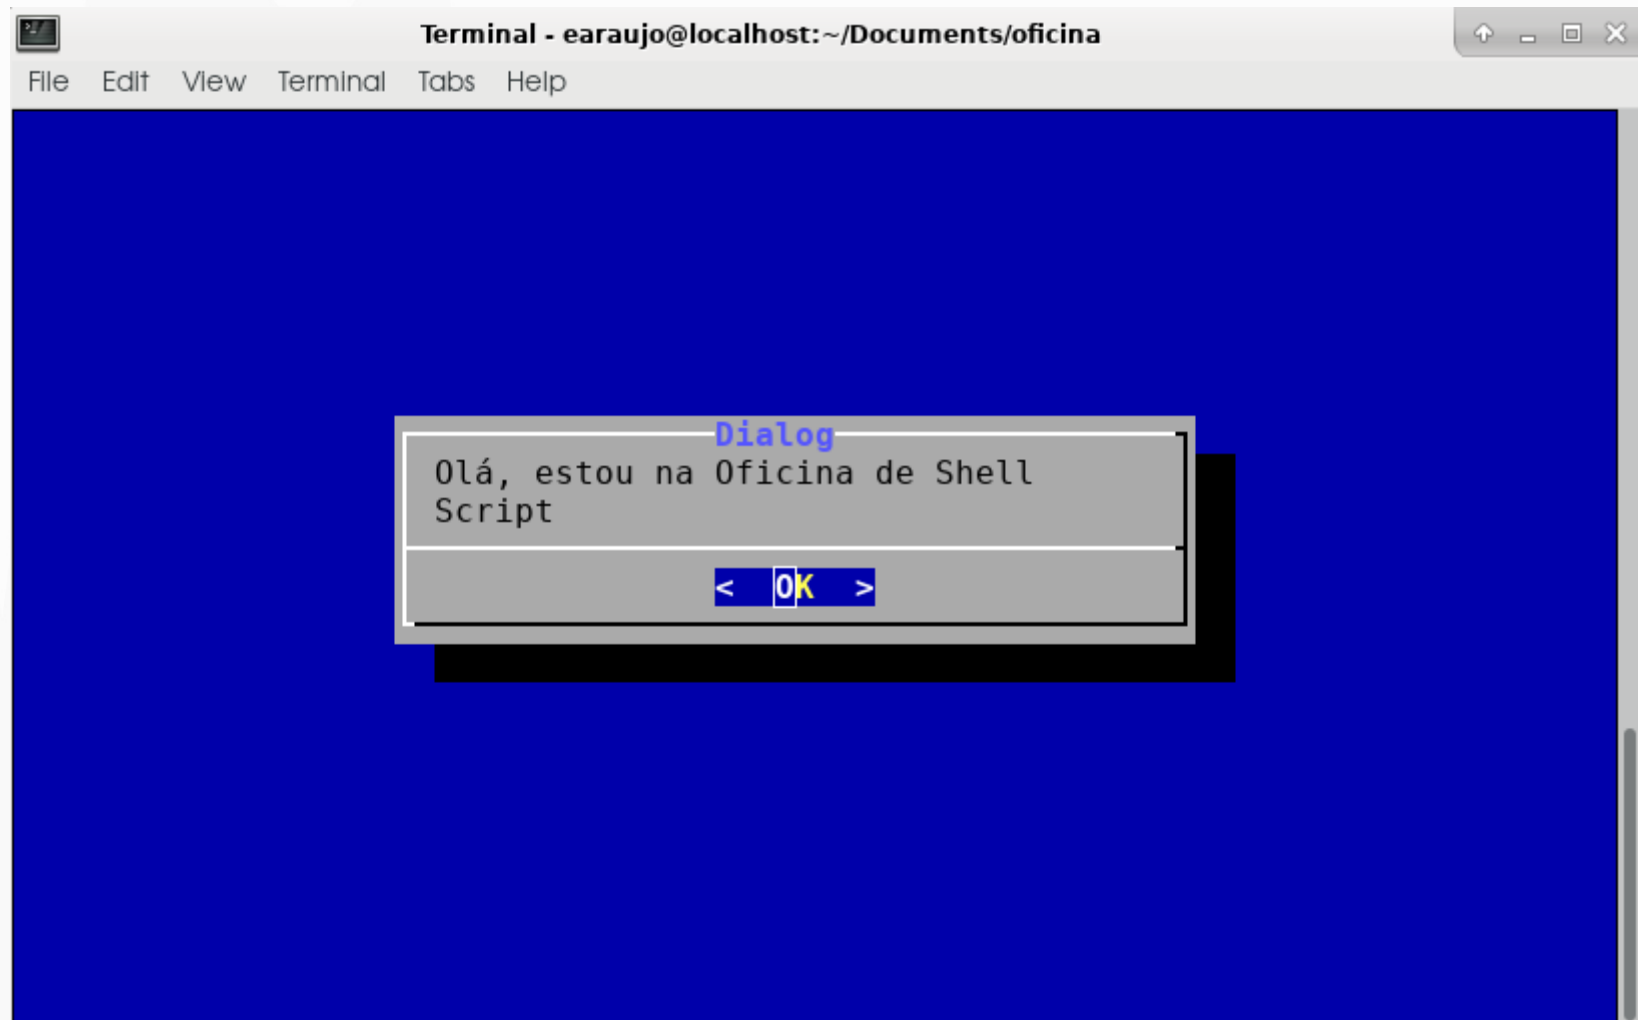 Terminal - earaujo@localhost:~/Documents/oficina
File Edit View Terminal Tabs Help
Dialog
Olá, estou na Oficina de Shell
Script
< OK >